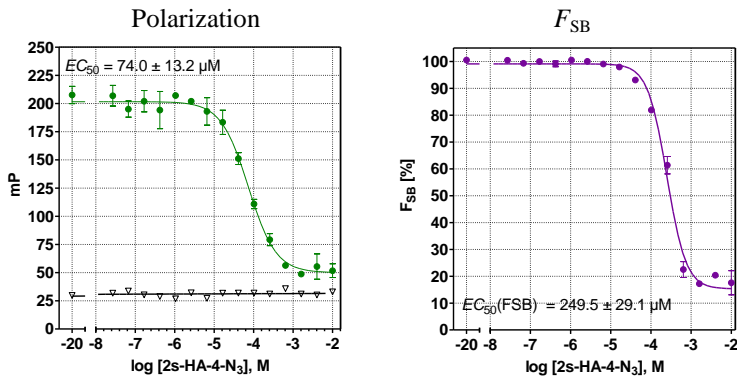 Polarization
250
225
200
175
150
125
100
75
50
25
0
mP
EC50 = 74.0 ± 13.2 µM
-20 -8 -7 -6 -5 -4 -3 -2
log [2s-HA-4-N3], M
FSB
100
90
80
70
60
50
40
30
20
10
0
FSB [%]
EC50(FSB) = 249.5 ± 29.1 µM
-20 -8 -7 -6 -5 -4 -3 -2
log [2s-HA-4-N3], M